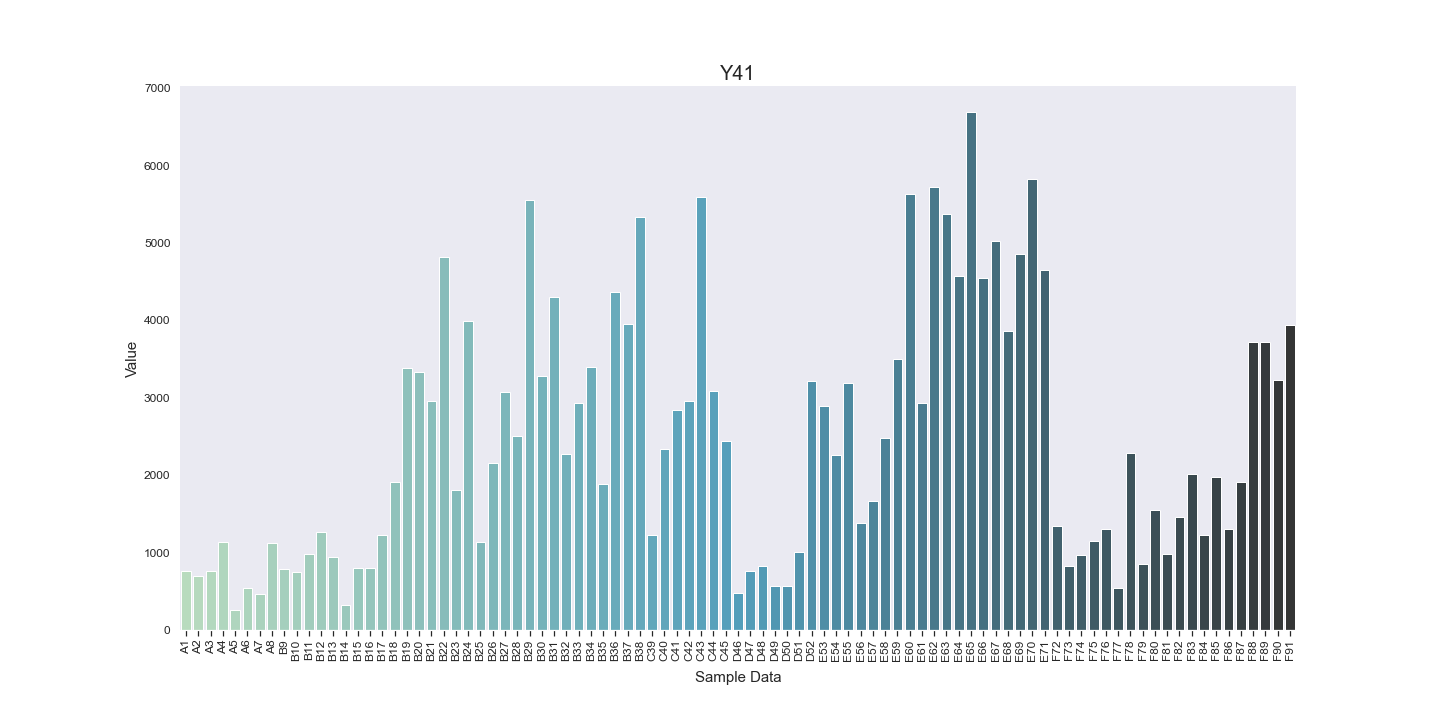 Y41
7000
6000
5000
4000
3000
2000
1000
0
Value
A1 A2 A3 A4 A5 A6 A7 A8 B9 B10 B11 B12 B13 B14 B15 B16 B17 B18 B19 B20 B21 B22 B23 B24 B25 B26 B27 B28 B29 B30 B31 B32 B33 B34 B35 B36 B37 B38 C39 C40 C41 C42 C43 C44 C45 D46 D47 D48 D49 D50 D51 D52 E53 E54 E55 E56 E57 E58 E59 E60 E61 E62 E63 E64 E65 E66 E67 E68 E69 E70 E71 F72 F73 F74 F75 F76 F77 F78 F79 F80 F81 F82 F83 F84 F85 F86 F87 F88 F89 F90 F91
Sample Data